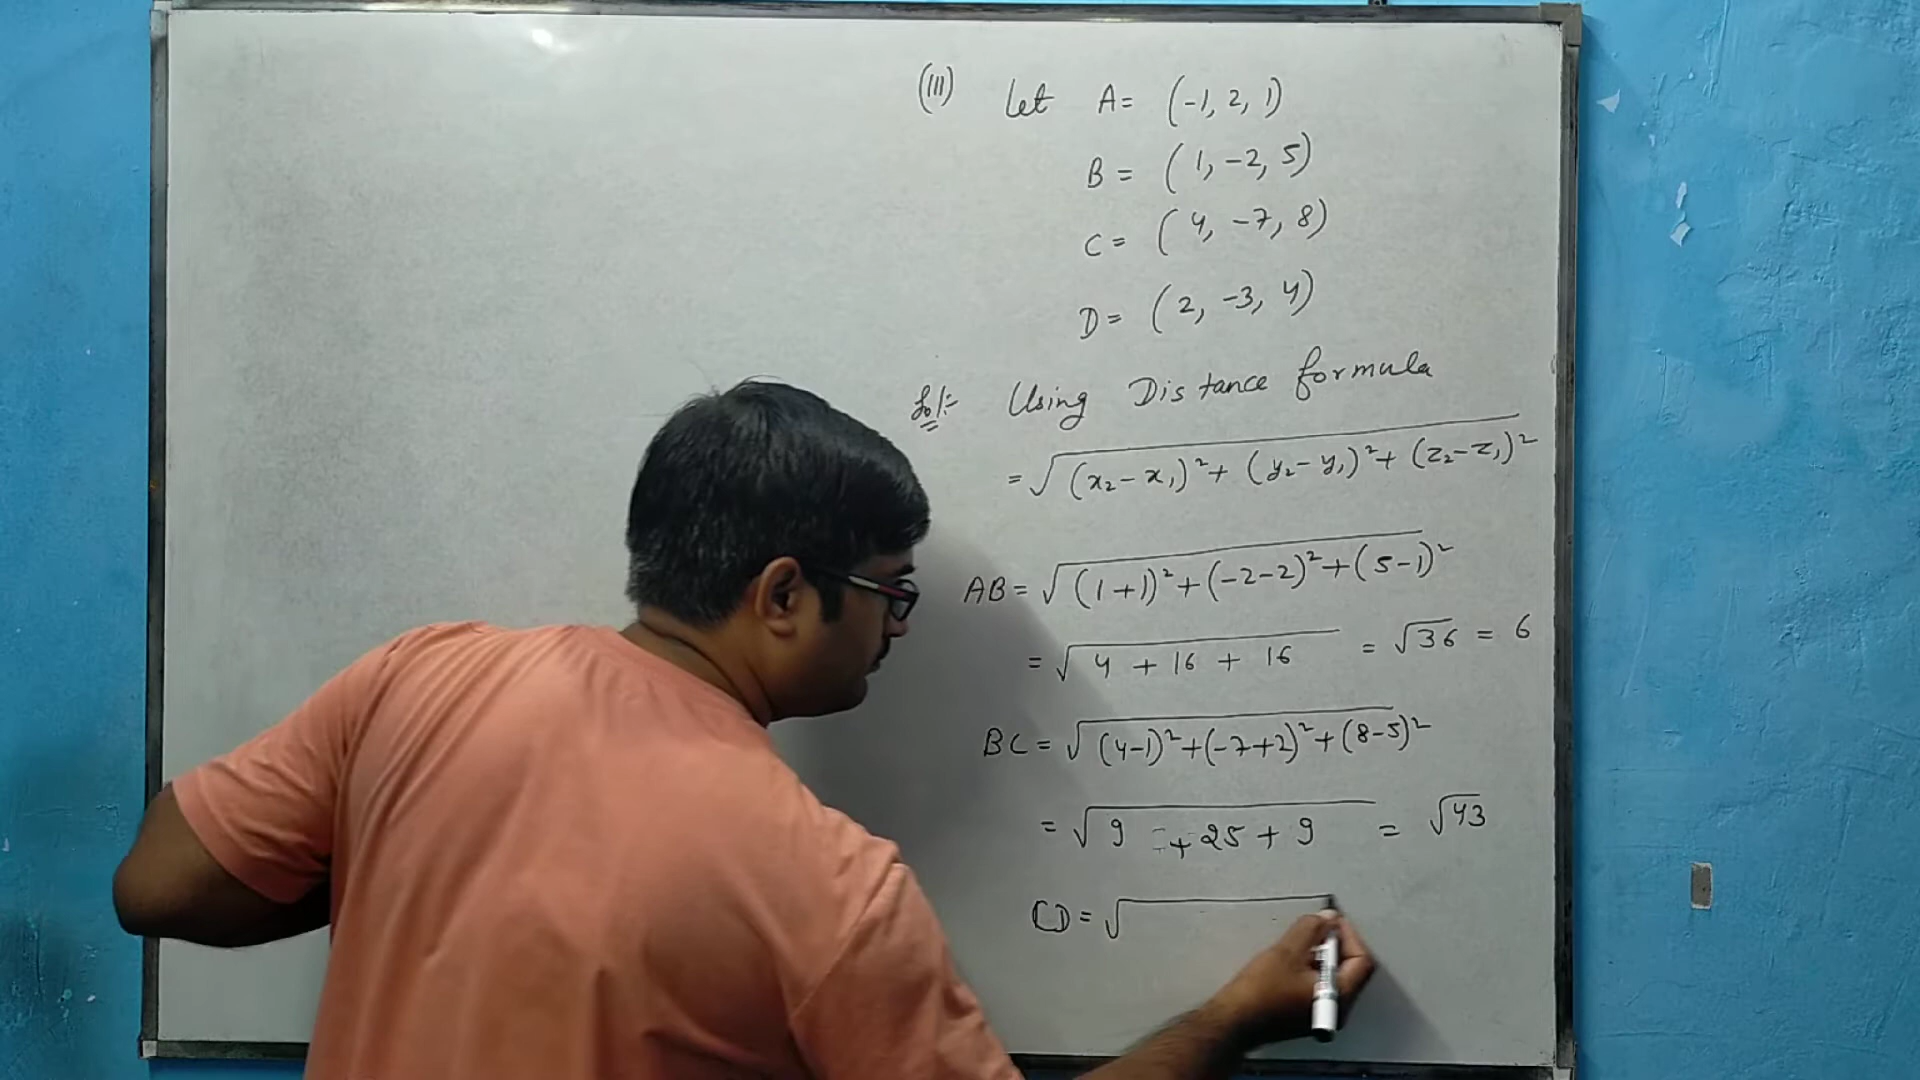 (III) Let A = (-1, 2, 1)
B = (1, -2, 5)
C = (4, -7, 8)
D = (2, -3, 4)
Sol:- Using Distance formula
= √(x₂ - x₁)² + (y₂ - y₁)² + (z₂ - z₁)²
AB = √(1+1)² + (-2-2)² + (5-1)²
= √4 + 16 + 16 = √36 = 6
BC = √(4-1)² + (-7+2)² + (8-5)²
= √9 + 25 + 9 = √43
CD = √